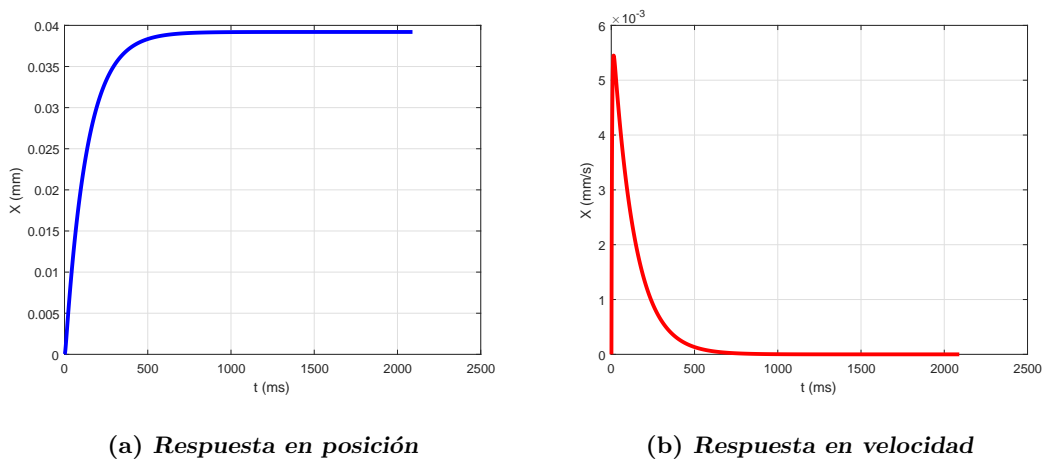 0.04
0.035
0.03
0.025
0.02
0.015
0.01
0.005
0
X (mm)
0 500 1000 1500 2000 2500
t (ms)
(a) Respuesta en posición
×10⁻³
6
5
4
3
2
1
0
X (mm/s)
0 500 1000 1500 2000 2500
t (ms)
(b) Respuesta en velocidad